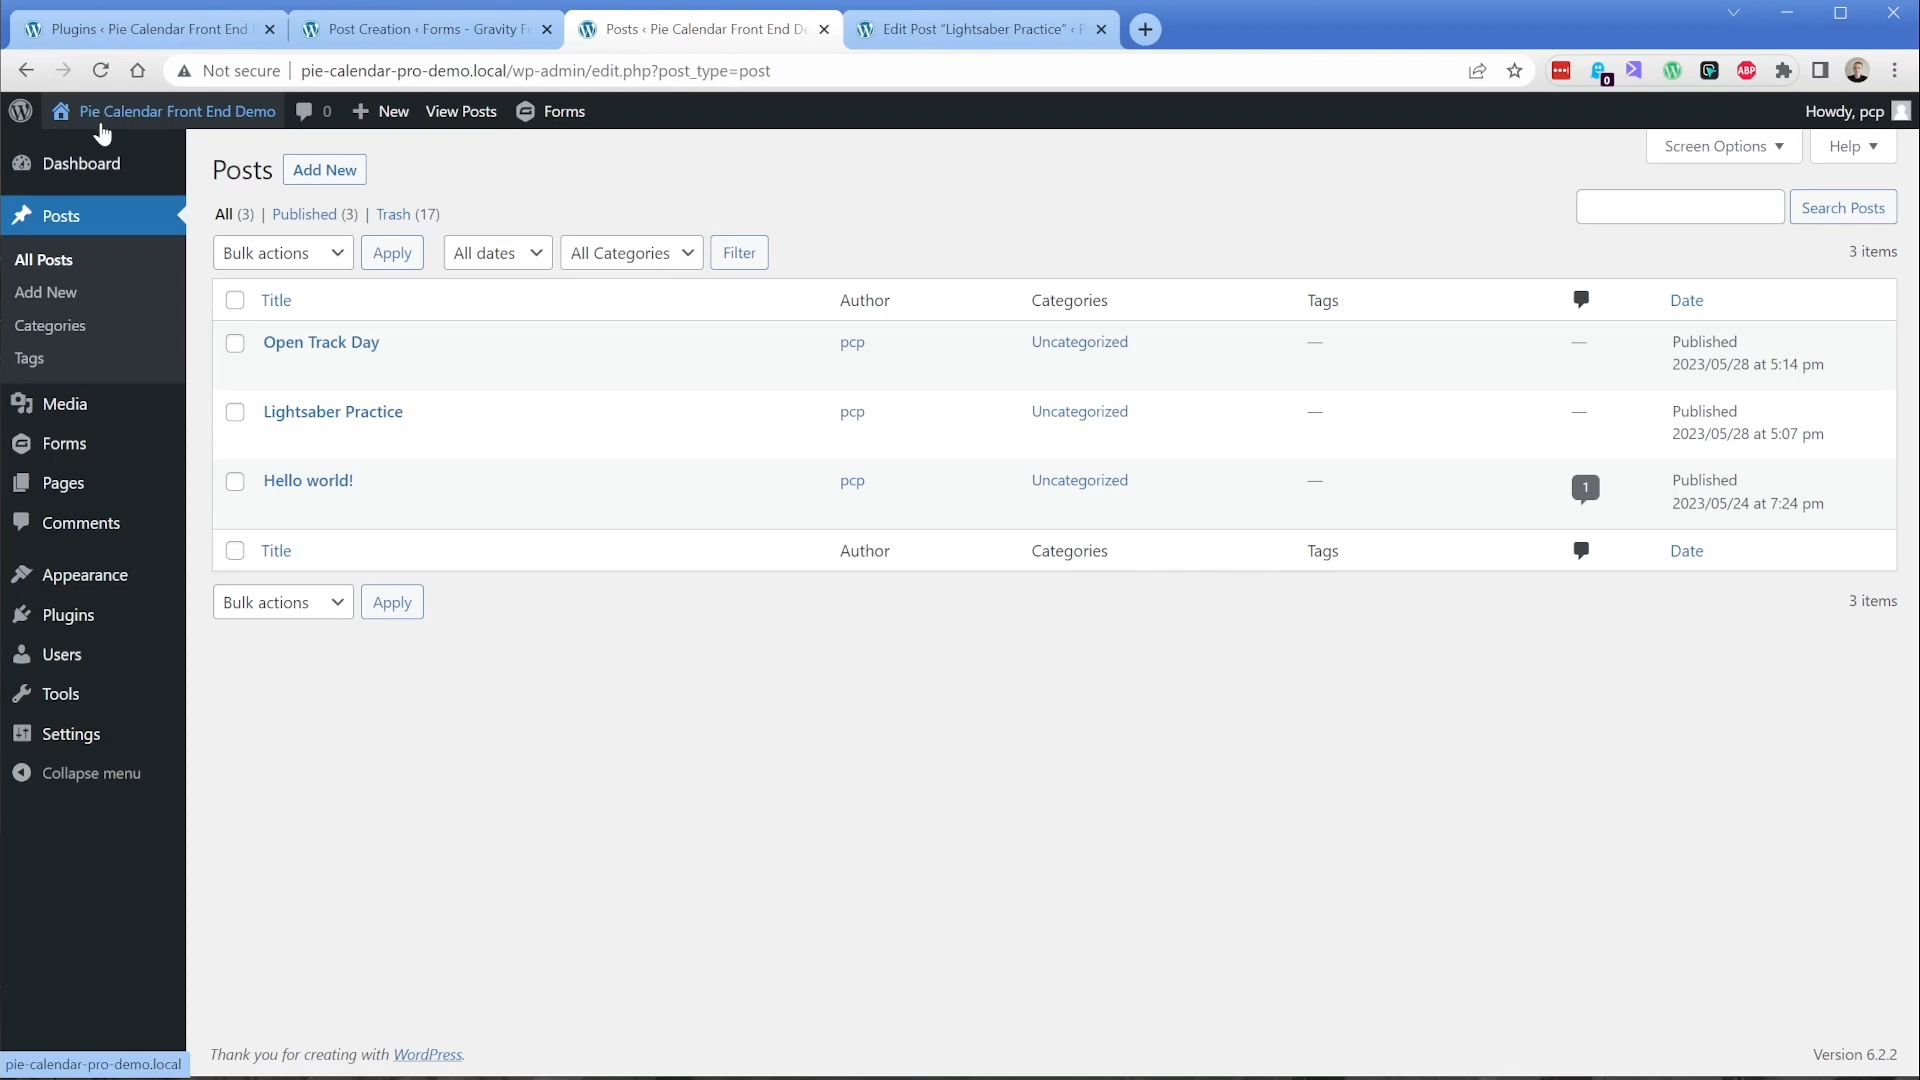 Plugins ‹ Pie Calendar Front End
Post Creation ‹ Forms - Gravity Fo
Posts ‹ Pie Calendar Front End De
Edit Post “Lightsaber Practice” ‹ P
Not secure
pie-calendar-pro-demo.local/wp-admin/edit.php?post_type=post
0
ABP
Pie Calendar Front End Demo
0
New
View Posts
Forms
Howdy, pcp
Dashboard
Posts
All Posts
Add New
Categories
Tags
Media
Forms
Pages
Comments
Appearance
Plugins
Users
Tools
Settings
Collapse menu
Screen Options
Help
Posts
Add New
All (3) | Published (3) | Trash (17)
Search Posts
Bulk actions
Apply
All dates
All Categories
Filter
3 items
Title Author Categories Tags Date
Open Track Day pcp Uncategorized — — Published
2023/05/28 at 5:14 pm
Lightsaber Practice pcp Uncategorized — — Published
2023/05/28 at 5:07 pm
Hello world! pcp Uncategorized — 1 Published
2023/05/24 at 7:24 pm
Title Author Categories Tags Date
Bulk actions
Apply
3 items
Thank you for creating with WordPress.
Version 6.2.2
pie-calendar-pro-demo.local